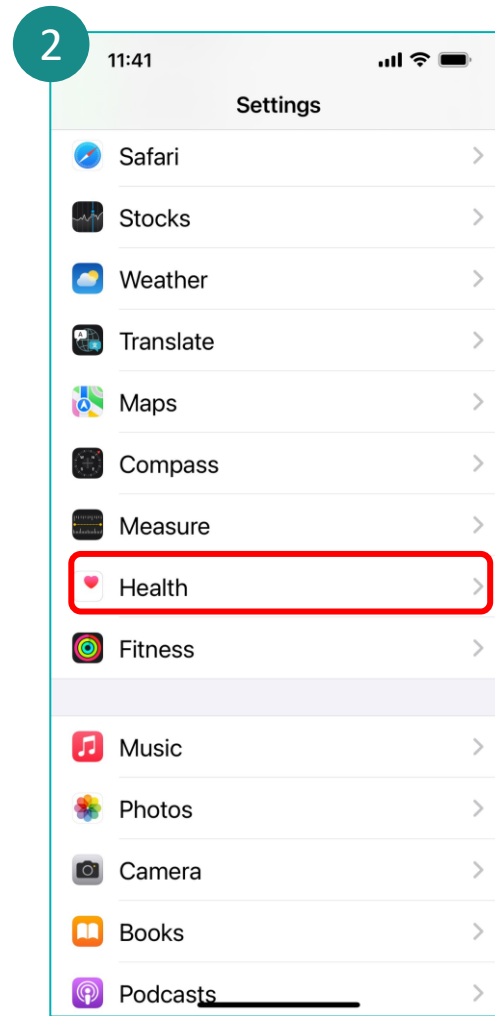 2
11:41
Settings
Safari
Stocks
Weather
Translate
Maps
Compass
Measure
Health
Fitness
Music
Photos
Camera
Books
Podcasts